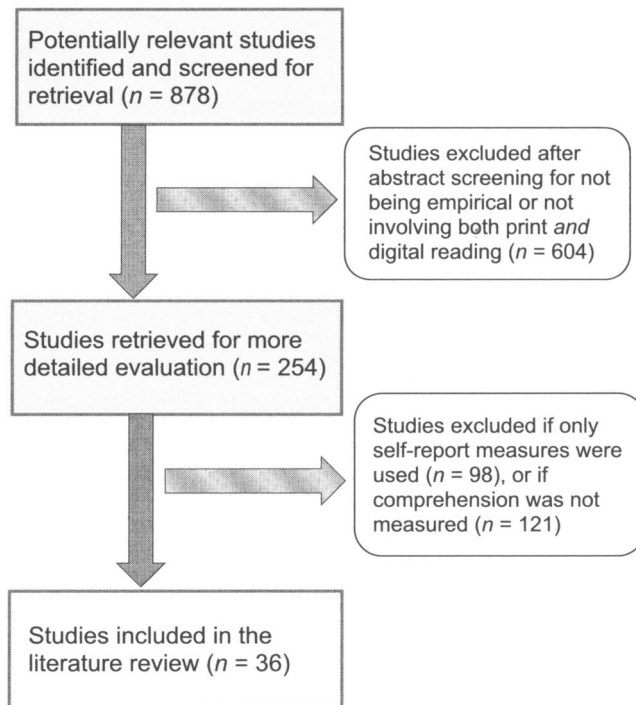 Potentially relevant studies
identified and screened for
retrieval (n = 878)
Studies excluded after
abstract screening for not
being empirical or not
involving both print and
digital reading (n = 604)
Studies retrieved for more
detailed evaluation (n = 254)
Studies excluded if only
self-report measures were
used (n = 98), or if
comprehension was not
measured (n = 121)
Studies included in the
literature review (n = 36)